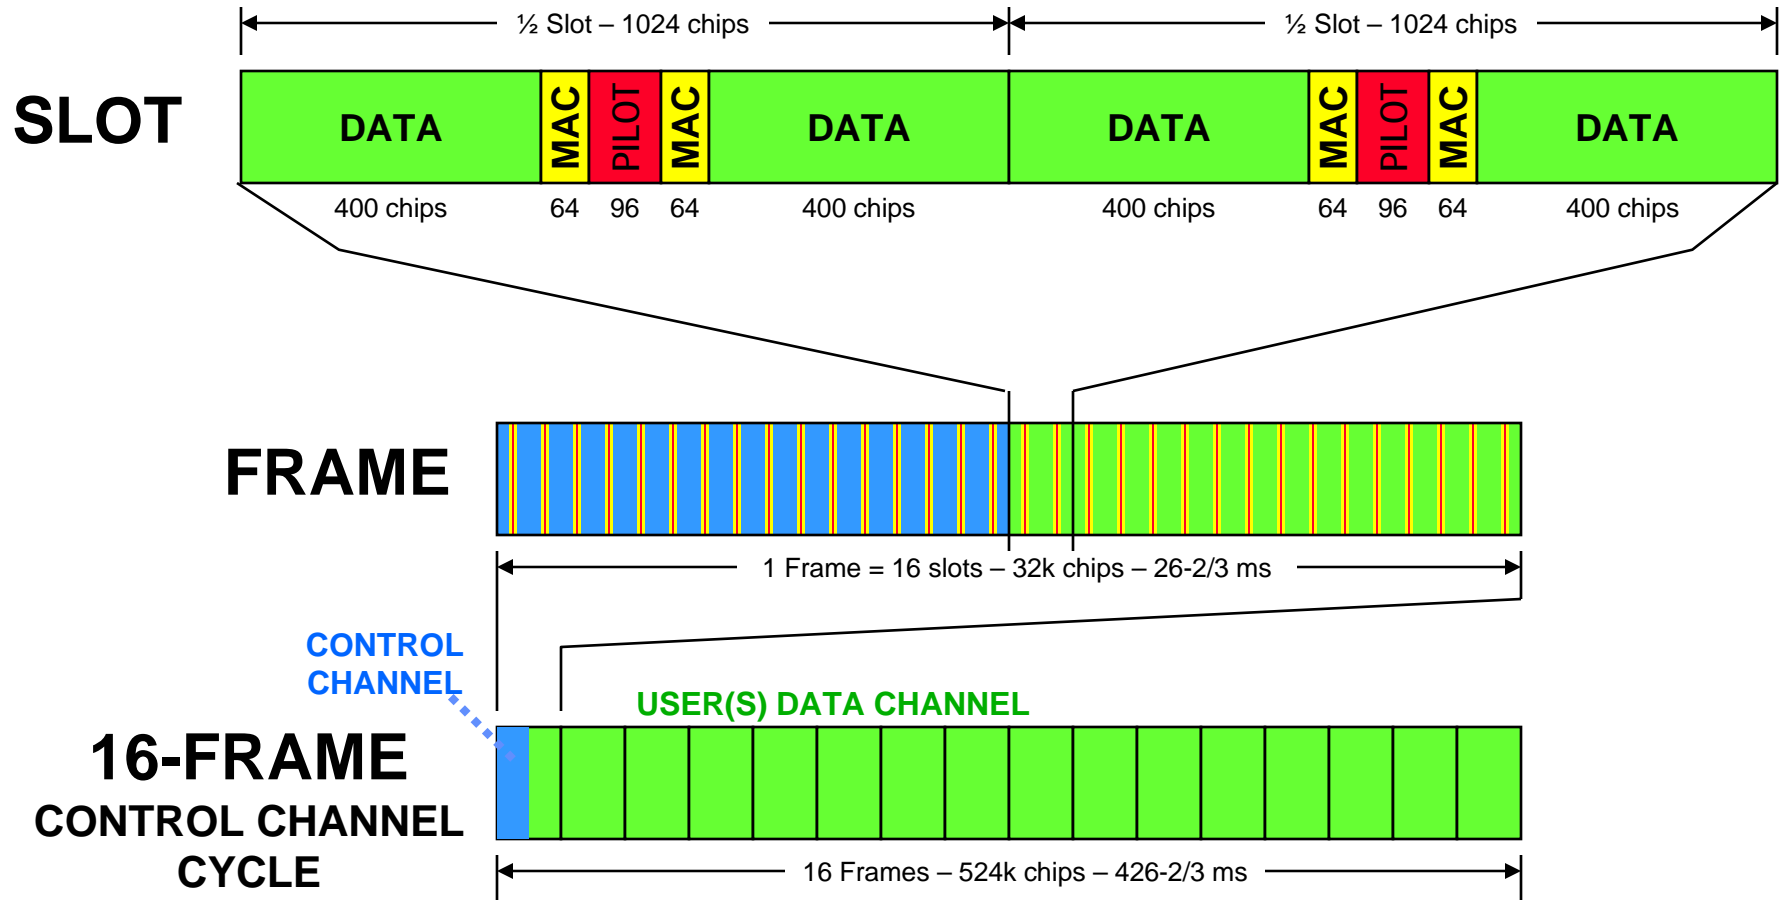 ½ Slot – 1024 chips ½ Slot – 1024 chips
SLOT DATA MAC PILOT MAC DATA DATA MAC PILOT MAC DATA
400 chips 64 96 64 400 chips 400 chips 64 96 64 400 chips
FRAME
1 Frame = 16 slots – 32k chips – 26-2/3 ms
CONTROL
CHANNEL
USER(S) DATA CHANNEL
16-FRAME
CONTROL CHANNEL
CYCLE
16 Frames – 524k chips – 426-2/3 ms